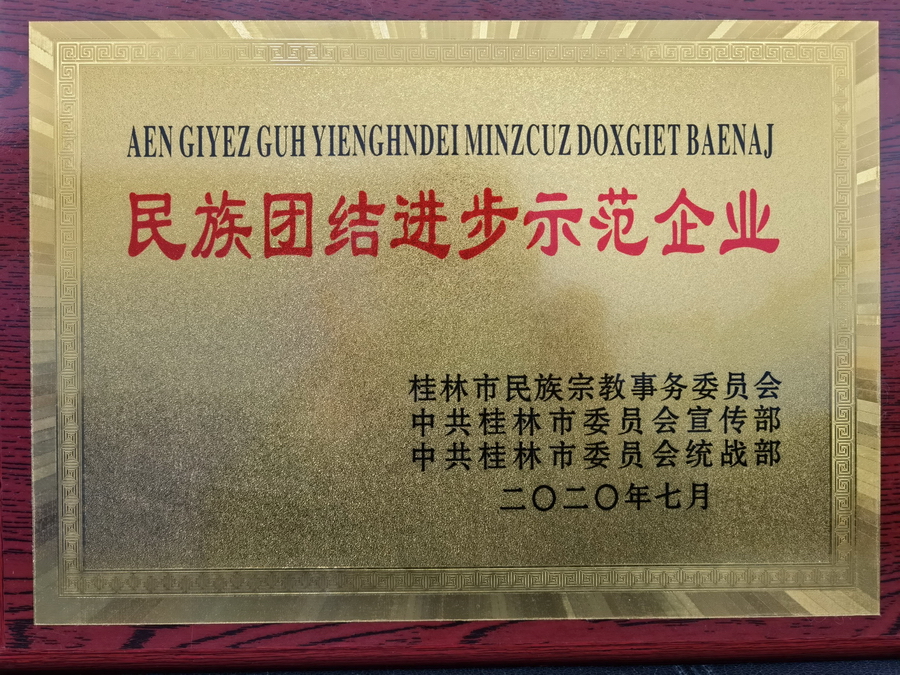 AEN GIYEZ GUH YIENGHNDEI MINZCUZ DOXGIET BAENAJ
民族团结进步示范企业
桂林市民族宗教事务委员会
中共桂林市委员会宣传部
中共桂林市委员会统战部
二〇二〇年七月